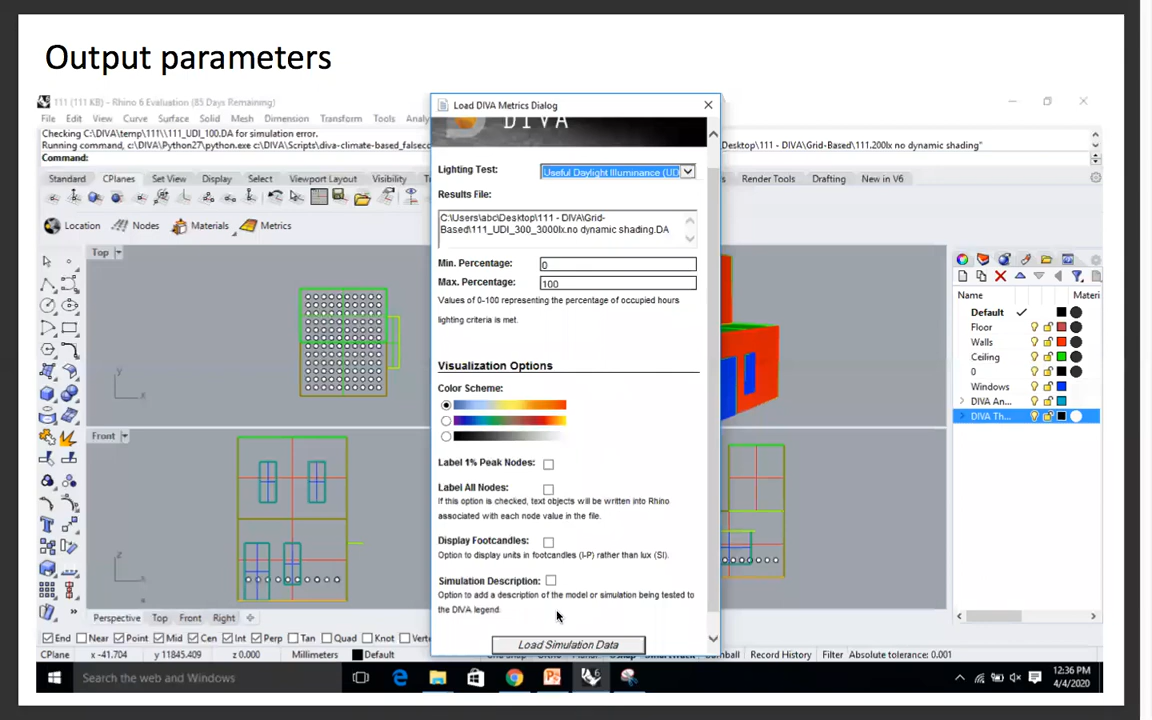 Output parameters
111 (111 KB) - Rhino 6 Evaluation (85 Days Remaining)
File Edit View Curve Surface Solid Mesh Dimension Transform Tools Analy
Checking C:\DIVA\temp\111\\111_UDI_100.DA for simulation error.
Running command, c:\DIVA\Python27\python.exe c:\DIVA\Scripts\diva-climate-based_falsec
Desktop\111 - DIVA\Grid-Based\111.200lx no dynamic shading"
Command:
Standard CPlanes Set View Display Select Viewport Layout Visibility
Render Tools Drafting New in V6
Location Nodes Materials Metrics
Top
Front
Load DIVA Metrics Dialog
DIVA
Lighting Test: Useful Daylight Illuminance (UD
Results File:
C:\Users\abc\Desktop\111 - DIVA\Grid-
Based\111_UDI_300_3000lx.no dynamic shading.DA
Min. Percentage: 0
Max. Percentage: 100
Values of 0-100 representing the percentage of occupied hours
lighting criteria is met.
Visualization Options
Color Scheme:
Label 1% Peak Nodes:
Label All Nodes:
If this option is checked, text objects will be written into Rhino
associated with each node value in the file.
Display Footcandles:
Option to display units in footcandles (I-P) rather than lux (SI).
Simulation Description:
Option to add a description of the model or simulation being tested to
the DIVA legend.
Load Simulation Data
Name Materi
Default
Floor
Walls
Ceiling
0
Windows
DIVA An...
DIVA Th...
y
x
z
x
Perspective Top Front Right
End Near Point Mid Cen Int Perp Tan Quad Knot Verte
CPlane x -41.704 y 11845.409 z 0.000 Millimeters Default
Record History Filter Absolute tolerance: 0.001
Search the web and Windows
12:36 PM
4/4/2020